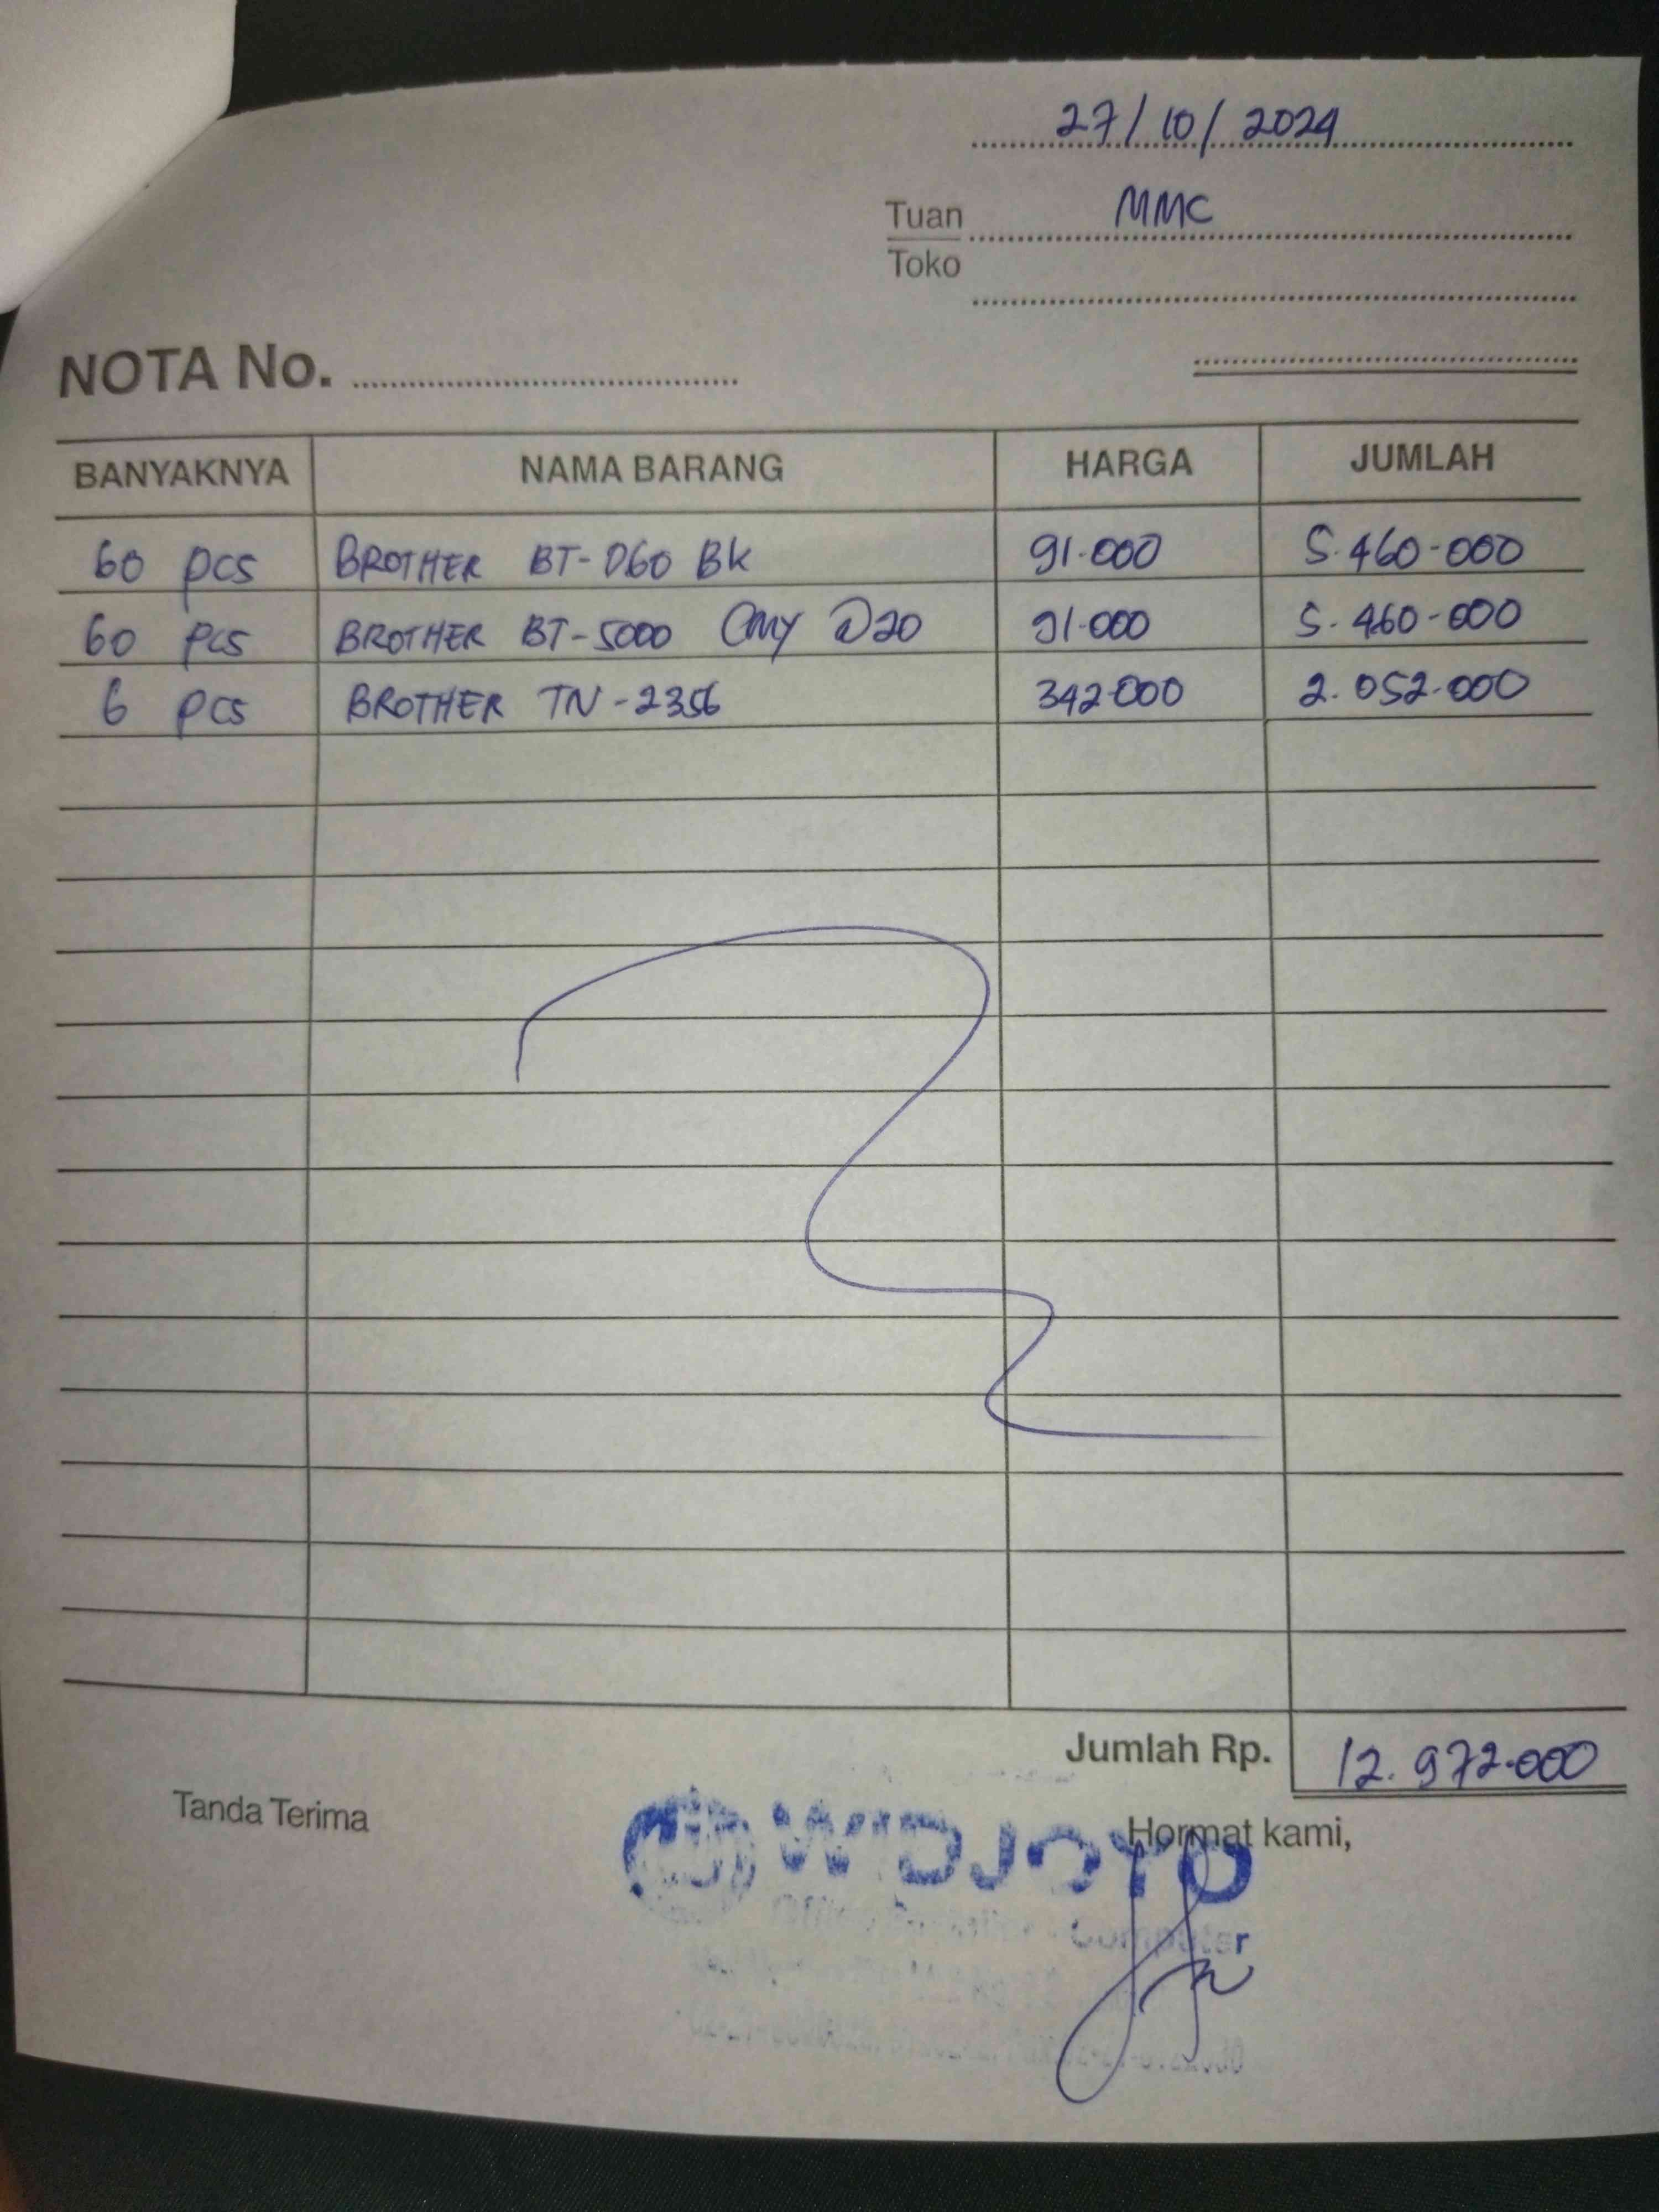 27/10/2024
Tuan MMC
Toko
NOTA No.
BANYAKNYA NAMA BARANG HARGA JUMLAH
60 pcs BROTHER BT-D60 BK 91.000 5.460.000
60 pcs BROTHER BT-5000 CMY @20 91.000 5.460.000
6 pcs BROTHER TN-2356 342.000 2.052.000
Jumlah Rp. 12.972.000
Tanda Terima
Hormat kami,
WIDJOYO